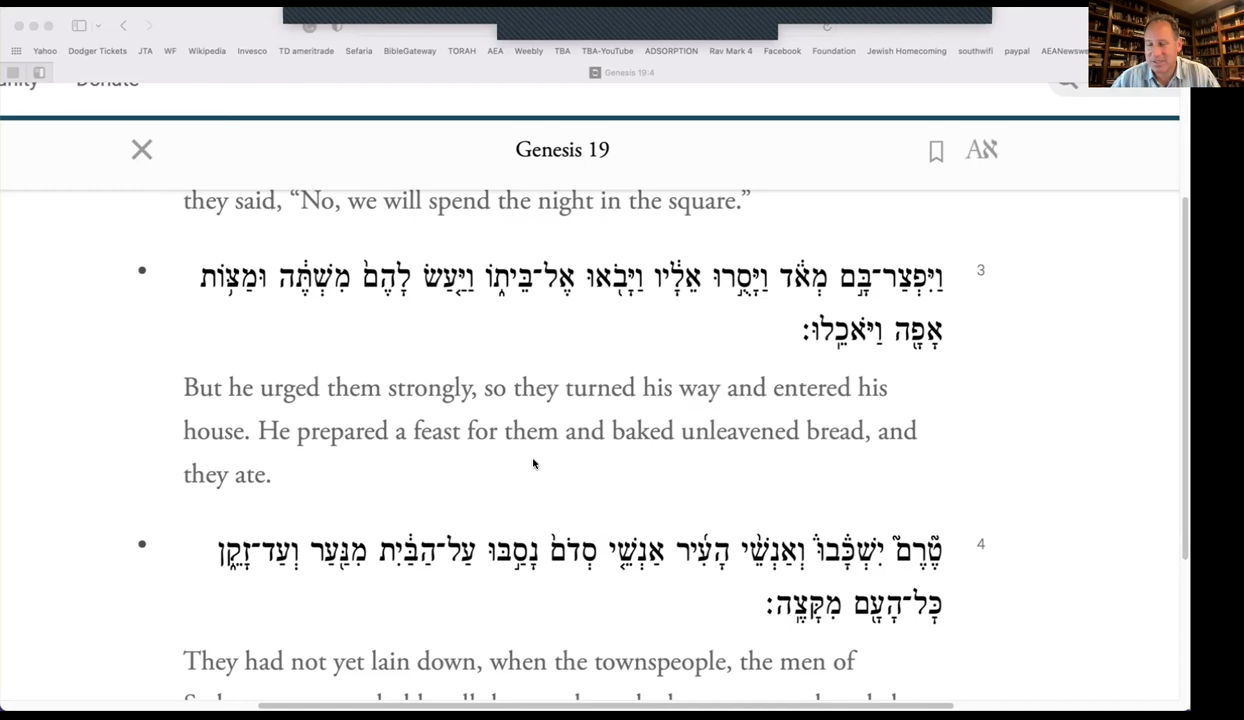 Yahoo Dodger Tickets JTA WF Wikipedia Invesco TD ameritrade Sefaria BibleGateway TORAH AEA Weebly TBA TBA-YouTube ADSORPTION Rav Mark 4 Facebook Foundation Jewish Homecoming southwifi paypal AEANewswe
Genesis 19:4
Donate
Genesis 19
Aא
they said, “No, we will spend the night in the square.”
3
וַיִּפְצַר־בָּ֣ם מְאֹ֔ד וַיָּסֻ֣רוּ אֵלָ֔יו וַיָּבֹ֖אוּ אֶל־בֵּית֑וֹ וַיַּ֤עַשׂ לָהֶם֙ מִשְׁתֶּ֔ה וּמַצּ֥וֹת
אָפָ֖ה וַיֹּאכֵֽלוּ׃
But he urged them strongly, so they turned his way and entered his
house. He prepared a feast for them and baked unleavened bread, and
they ate.
4
טֶ֘רֶם֮ יִשְׁכָּ֒בוּ֒ וְאַנְשֵׁ֨י הָעִ֜יר אַנְשֵׁ֤י סְדֹם֙ נָסַ֣בּוּ עַל־הַבַּ֔יִת מִנַּ֖עַר וְעַד־זָקֵ֑ן
כׇּל־הָעָ֖ם מִקָּצֶֽה׃
They had not yet lain down, when the townspeople, the men of